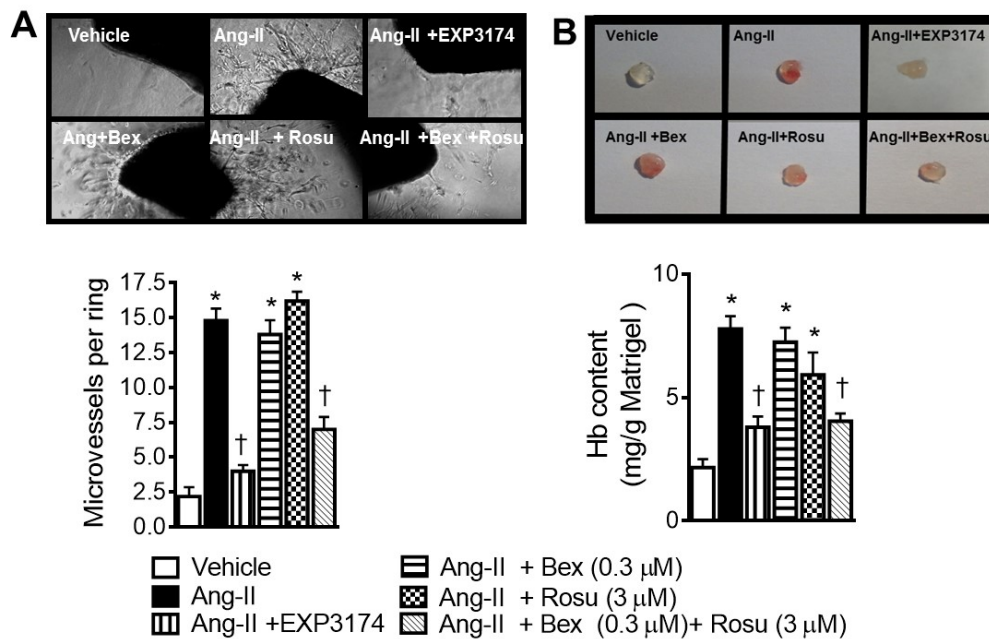 A
Vehicle
Ang-II
Ang-II +EXP3174
Ang+Bex
Ang-II + Rosu
Ang-II +Bex +Rosu
B
Vehicle
Ang-II
Ang-II+EXP3174
Ang-II +Bex
Ang-II+Rosu
Ang-II+Bex+Rosu
Microvessels per ring
17.5
15.0
12.5
10.0
7.5
5.0
2.5
0.0
*
†
*
*
†
Hb content
(mg/g Matrigel )
10
5
0
*
†
*
*
†
Vehicle
Ang-II
Ang-II +EXP3174
Ang-II + Bex (0.3 µM)
Ang-II + Rosu (3 µM)
Ang-II + Bex (0.3 µM)+ Rosu (3 µM)